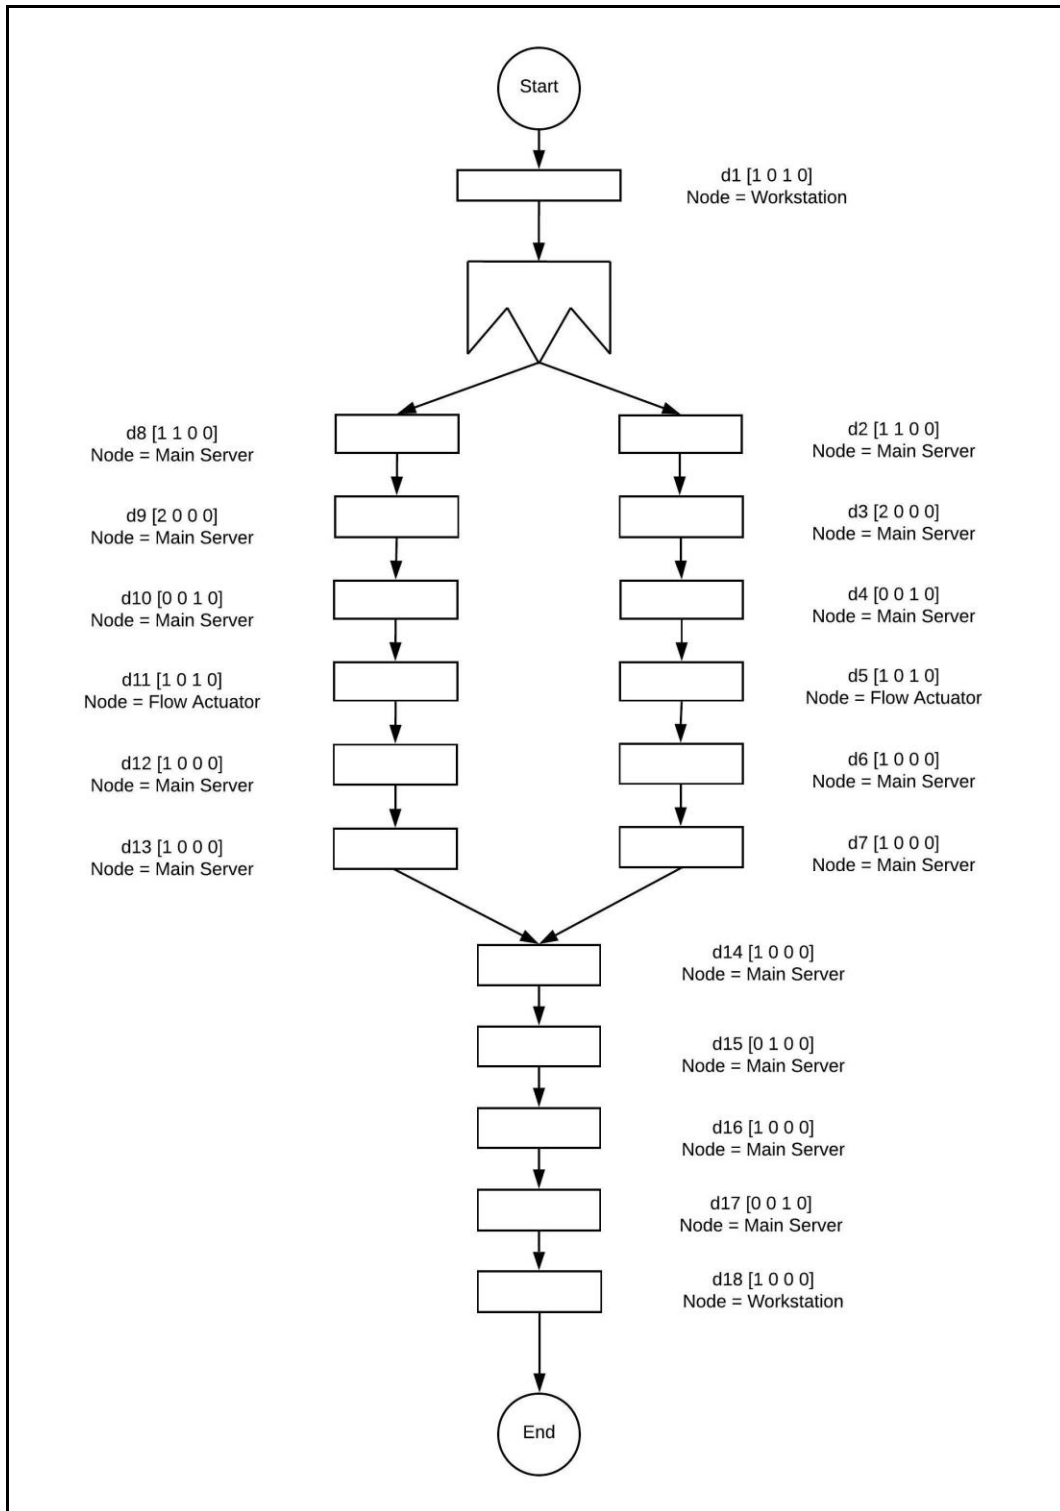 Start
d1 [1 0 1 0]
Node = Workstation
d8 [1 1 0 0]
Node = Main Server
d2 [1 1 0 0]
Node = Main Server
d9 [2 0 0 0]
Node = Main Server
d3 [2 0 0 0]
Node = Main Server
d10 [0 0 1 0]
Node = Main Server
d4 [0 0 1 0]
Node = Main Server
d11 [1 0 1 0]
Node = Flow Actuator
d5 [1 0 1 0]
Node = Flow Actuator
d12 [1 0 0 0]
Node = Main Server
d6 [1 0 0 0]
Node = Main Server
d13 [1 0 0 0]
Node = Main Server
d7 [1 0 0 0]
Node = Main Server
d14 [1 0 0 0]
Node = Main Server
d15 [0 1 0 0]
Node = Main Server
d16 [1 0 0 0]
Node = Main Server
d17 [0 0 1 0]
Node = Main Server
d18 [1 0 0 0]
Node = Workstation
End